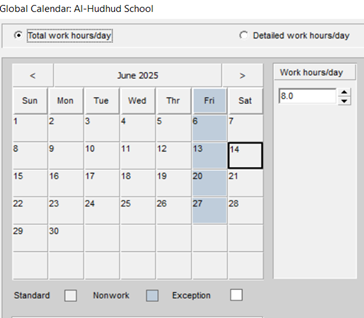 Global Calendar: Al-Hudhud School
Total work hours/day Detailed work hours/day
< June 2025 > Work hours/day
Sun Mon Tue Wed Thr Fri Sat 8.0
1 2 3 4 5 6 7
8 9 10 11 12 13 14
15 16 17 18 19 20 21
22 23 24 25 26 27 28
29 30
Standard Nonwork Exception